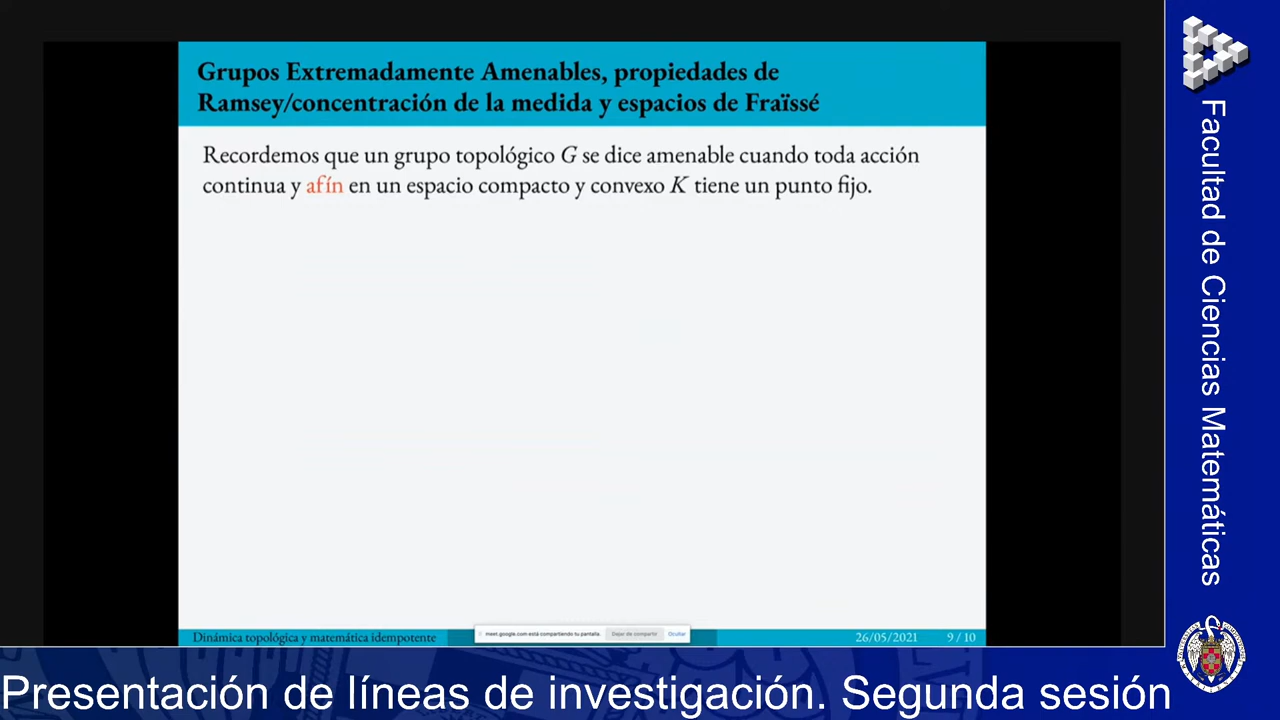 Grupos Extremadamente Amenables, propiedades de
Ramsey/concentración de la medida y espacios de Fraïssé
Recordemos que un grupo topológico G se dice amenable cuando toda acción
continua y afín en un espacio compacto y convexo K tiene un punto fijo.
meet.google.com está compartiendo tu pantalla.
Dejar de compartir
Ocultar
Dinámica topológica y matemática idempotente
26/05/2021
9 / 10
Facultad de Ciencias Matemáticas
Presentación de líneas de investigación. Segunda sesión